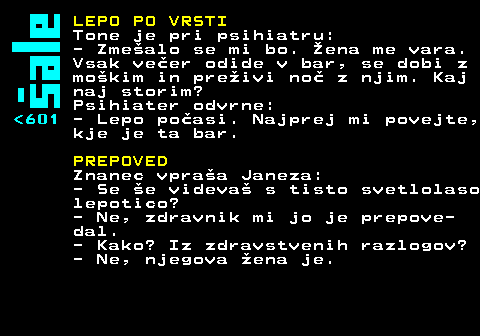 Šale
<601
LEPO PO VRSTI
Tone je pri psihiatru:
- Zmešalo se mi bo. Žena me vara.
Vsak večer odide v bar, se dobi z
moškim in preživi noč z njim. Kaj
naj storim?
Psihiater odvrne:
- Lepo počasi. Najprej mi povejte,
kje je ta bar.
PREPOVED
Znanec vpraša Janeza:
- Se še videvaš s tisto svetlolaso
lepotico?
- Ne, zdravnik mi jo je prepove-
dal.
- Kako? Iz zdravstvenih razlogov?
- Ne, njegova žena je.